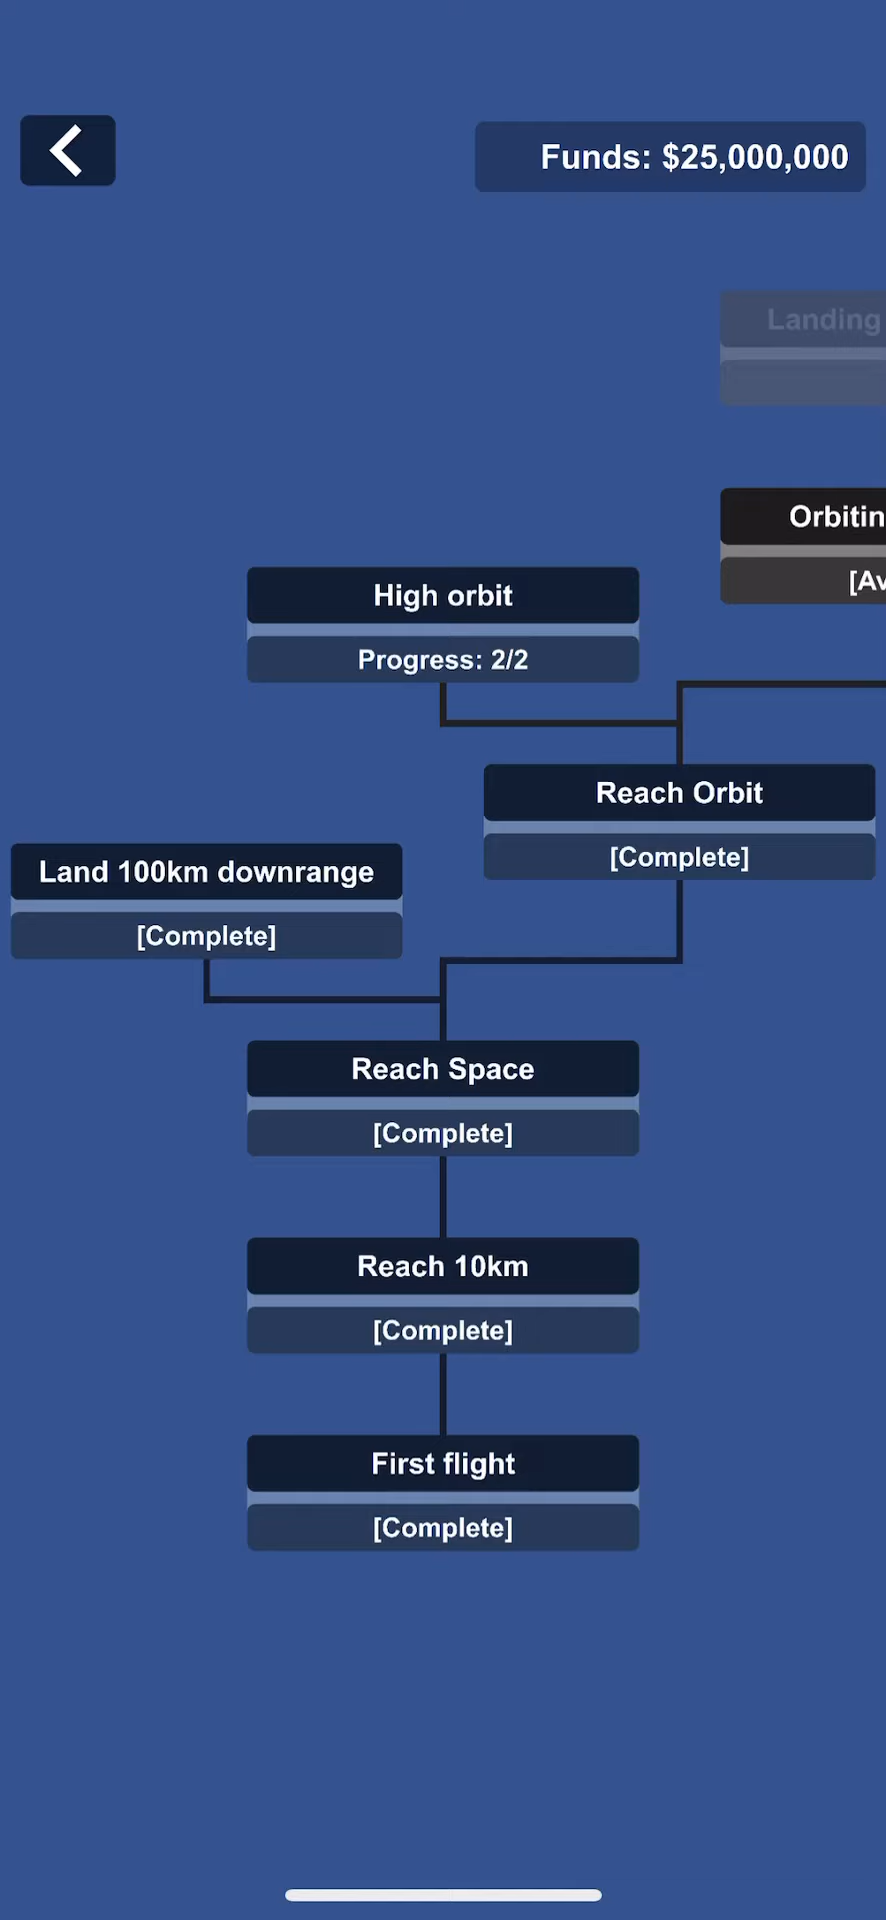 Funds: $25,000,000
Landing
Orbitin
[Av
High orbit
Progress: 2/2
Reach Orbit
[Complete]
Land 100km downrange
[Complete]
Reach Space
[Complete]
Reach 10km
[Complete]
First flight
[Complete]